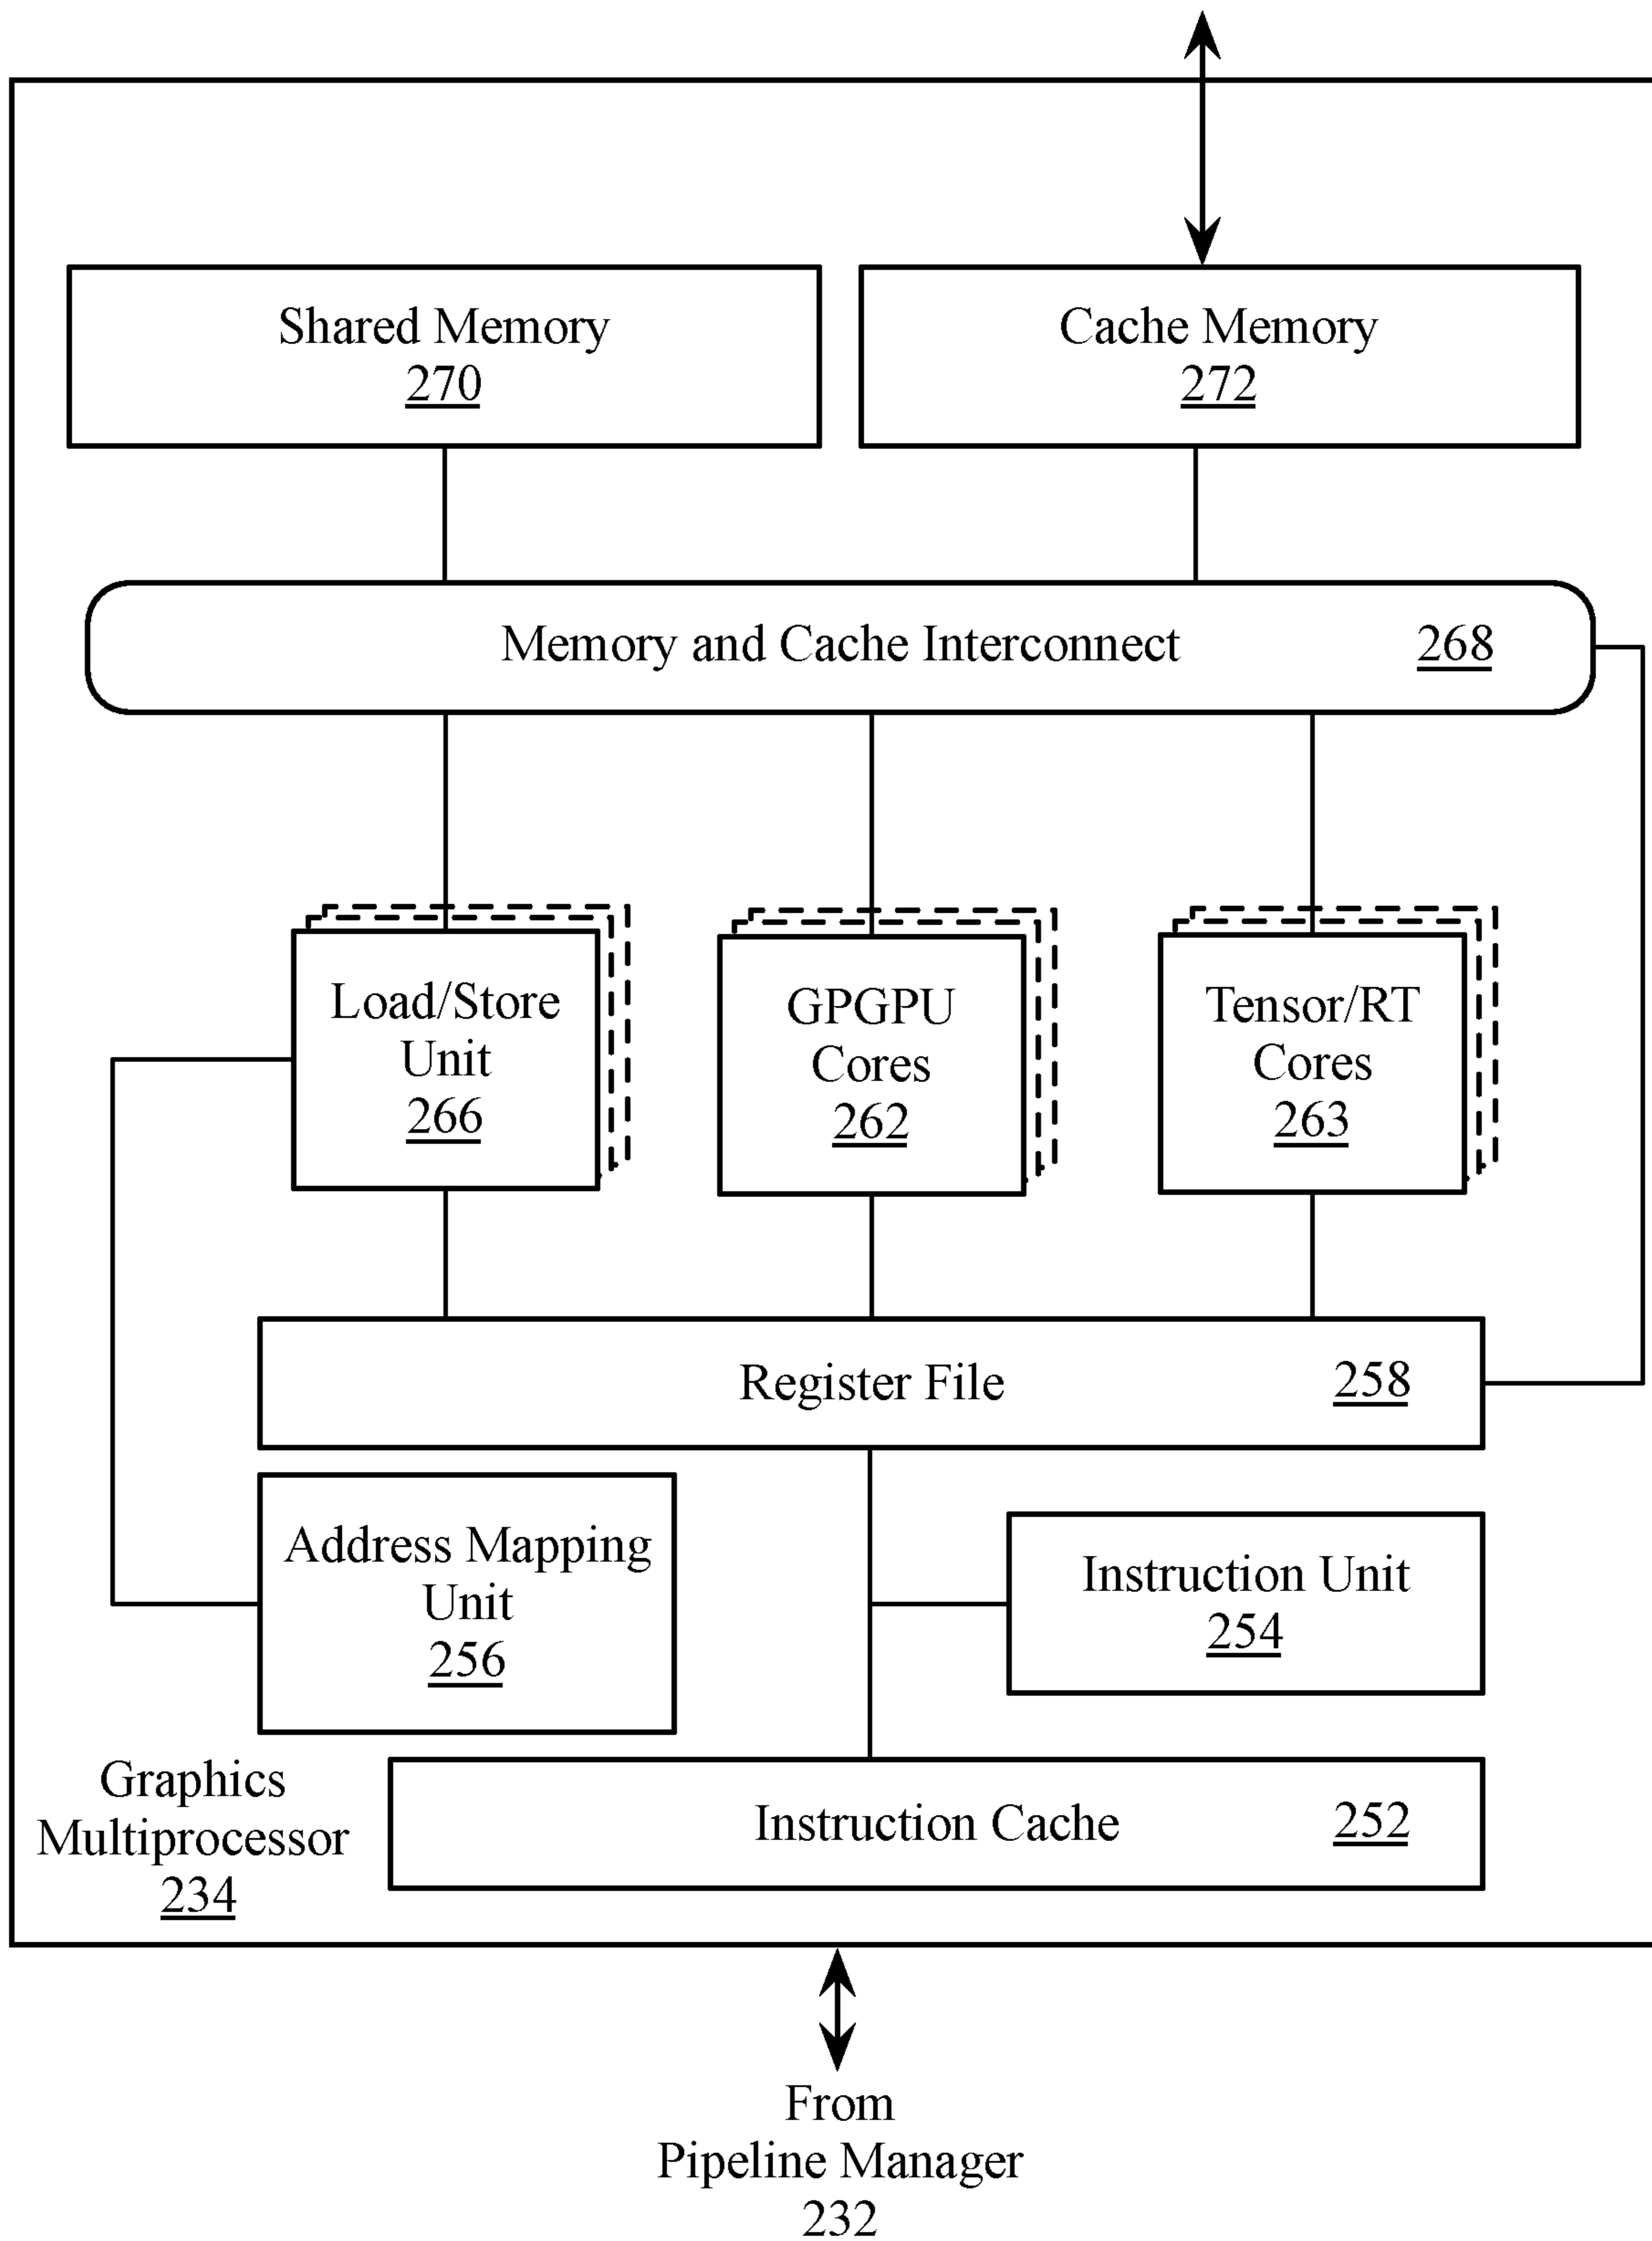 Shared Memory
270
Cache Memory
272
Memory and Cache Interconnect 268
Load/Store
Unit
266
GPGPU
Cores
262
Tensor/RT
Cores
263
Register File 258
Address Mapping
Unit
256
Instruction Unit
254
Graphics
Multiprocessor
234
Instruction Cache 252
From
Pipeline Manager
232